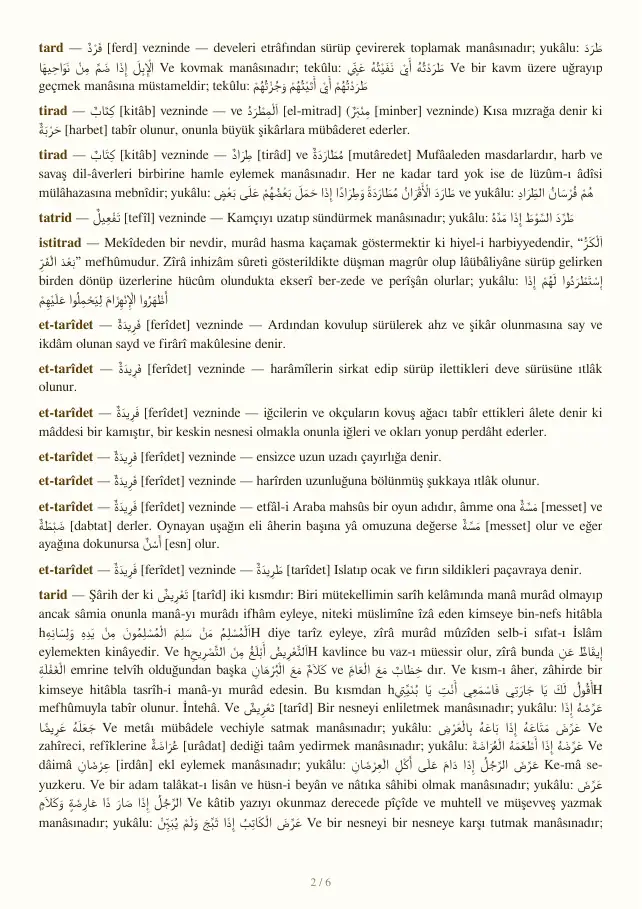 tard — فَرْدٌ [ferd] vezninde — develeri etrâfından sürüp çevirerek toplamak manâsınadır; yukâlu: طَرَدَ
الْإِبِلَ إِذَا ضَمَّ مِنْ نَوَاحِيهَا Ve kovmak manâsınadır; tekûlu: طَرَدْتُهُ أَيْ نَفَيْتُهُ عَنِّي Ve bir kavm üzere uğrayıp
geçmek manâsına müstameldir; tekûlu: طَرَدْتُهُمْ أَيْ أَتَيْتُهُمْ وَجُزْتُهُمْ
tirad — كِتَابٌ [kitâb] vezninde — ve اَلْمِطْرَدُ [el-mitrad] (مِنْبَرٌ [minber] vezninde) Kısa mızrağa denir ki
حَرْبَةٌ [harbet] tabîr olunur, onunla büyük şikârlara mübâderet ederler.
tirad — كِتَابٌ [kitâb] vezninde — طِرَادٌ [tirâd] ve مُطَارَدَةٌ [mutâredet] Mufâaleden masdarlardır, harb ve
savaş dil-âverleri birbirine hamle eylemek manâsınadır. Her ne kadar tard yok ise de lüzûm-ı âdîsi
mülâhazasına mebnîdir; yukâlu: طَارَدَ الْأَقْرَانُ مُطَارَدَةً وَطِرَادًا إِذَا حَمَلَ بَعْضُهُمْ عَلَى بَعْضٍ ve yukâlu: هُمْ فُرْسَانُ الطِّرَادِ
tatrid — تَفْعِيلٌ [tefîl] vezninde — Kamçıyı uzatıp sündürmek manâsınadır; yukâlu: طَرَّدَ السَّوْطَ إِذَا مَدَّهُ
istitrad — Mekîdeden bir nevdir, murâd hasma kaçamak göstermektir ki hiyel-i harbiyyedendir, “اَلْكَرُّ
بَعْدَ الْفَرِّ” mefhûmudur. Zîrâ inhizâm sûreti gösterildikte düşman magrûr olup lâübâliyâne sürüp gelirken
birden dönüp üzerlerine hücûm olundukta ekserî ber-zede ve perîşân olurlar; yukâlu: إِسْتَطْرَدُوا لَهُمْ إِذَا
أَظْهَرُوا الْإِنْهِزَامَ لِيَحْمِلُوا عَلَيْهِمْ
et-tarîdet — فَرِيدَةٌ [ferîdet] vezninde — Ardından kovulup sürülerek ahz ve şikâr olunmasına say ve
ikdâm olunan sayd ve firârî makûlesine denir.
et-tarîdet — فَرِيدَةٌ [ferîdet] vezninde — harâmîlerin sirkat edip sürüp ilettikleri deve sürüsüne ıtlâk
olunur.
et-tarîdet — فَرِيدَةٌ [ferîdet] vezninde — iğcilerin ve okçuların kovuş ağacı tabîr ettikleri âlete denir ki
mâddesi bir kamıştır, bir keskin nesnesi olmakla onunla iğleri ve okları yonup perdâht ederler.
et-tarîdet — فَرِيدَةٌ [ferîdet] vezninde — ensizce uzun uzadı çayırlığa denir.
et-tarîdet — فَرِيدَةٌ [ferîdet] vezninde — harîrden uzunluğuna bölünmüş şukkaya ıtlâk olunur.
et-tarîdet — فَرِيدَةٌ [ferîdet] vezninde — etfâl-i Araba mahsûs bir oyun adıdır, âmme ona مَسَّةٌ [messet] ve
ضَبْطَةٌ [dabtat] derler. Oynayan uşağın eli âherin başına yâ omuzuna değerse مَسَّةٌ [messet] olur ve eğer
ayağına dokunursa أَسْنٌ [esn] olur.
et-tarîdet — فَرِيدَةٌ [ferîdet] vezninde — طَرِيدَةٌ [tarîdet] Islatıp ocak ve fırın sildikleri paçavraya denir.
tarid — Şârih der ki تَعْرِيضٌ [tarîd] iki kısmdır: Biri mütekellimin sarîh kelâmında manâ murâd olmayıp
ancak sâmia onunla manâ-yı murâdı ifhâm eyleye, niteki müslimîne îzâ eden kimseye bin-nefs hitâbla
hاَلْمُسْلِمُ مَنْ سَلِمَ الْمُسْلِمُونَ مِنْ يَدِهِ وَلِسَانِهِH diye tarîz eyleye, zîrâ murâd mûzîden selb-i sıfat-ı İslâm
eylemekten kinâyedir. Ve hاَلتَّعْرِيضُ أَبْلَغُ مِنَ التَّصْرِيحِH kavlince bu vaz-ı müessir olur, zîrâ bunda إِيقَاظٌ عَنِ
الْغَفْلَةِ emrine telvîh olduğundan başka كَلَامٌ مَعَ الْبُرْهَانِ ve خِطَابٌ مَعَ الْعَامِّ dır. Ve kısm-ı âher, zâhirde bir
kimseye hitâbla tasrîh-i manâ-yı murâd edesin. Bu kısmdan hأَقُولُ لَكَ يَا جَارَتِي فَاسْمَعِي أَنْتِ يَا بُنَيَّتِيH
mefhûmuyla tabîr olunur. İntehâ. Ve تَعْرِيضٌ [tarîd] Bir nesneyi enliletmek manâsınadır; yukâlu: عَرَّضَهُ إِذَا
جَعَلَهُ عَرِيضًا Ve metâı mübâdele vechiyle satmak manâsınadır; yukâlu: عَرَّضَ مَتَاعَهُ إِذَا بَاعَهُ بِالْعَرْضِ Ve
zahîreci, refîklerine عُرَاضَةٌ [urâdat] dediği taâm yedirmek manâsınadır; yukâlu: عَرَّضَهُ إِذَا أَطْعَمَهُ الْعُرَاضَةَ Ve
dâimâ عِرْضَان [irdân] ekl eylemek manâsınadır; yukâlu: عَرَّضَ الرَّجُلُ إِذَا دَامَ عَلَى أَكْلِ الْعِرْضَانِ Ke-mâ se-
yuzkeru. Ve bir adam talâkat-ı lisân ve hüsn-i beyân ve nâtıka sâhibi olmak manâsınadır; yukâlu: عَرَّضَ
الرَّجُلُ إِذَا صَارَ ذَا عَارِضَةٍ وَكَلَامٍ Ve kâtib yazıyı okunmaz derecede pîçîde ve muhtell ve müşevveş yazmak
manâsınadır; yukâlu: عَرَّضَ الْكَاتِبُ إِذَا ثَبَّجَ وَلَمْ يُبَيِّنْ Ve bir nesneyi bir nesneye karşı tutmak manâsınadır;
2 / 6